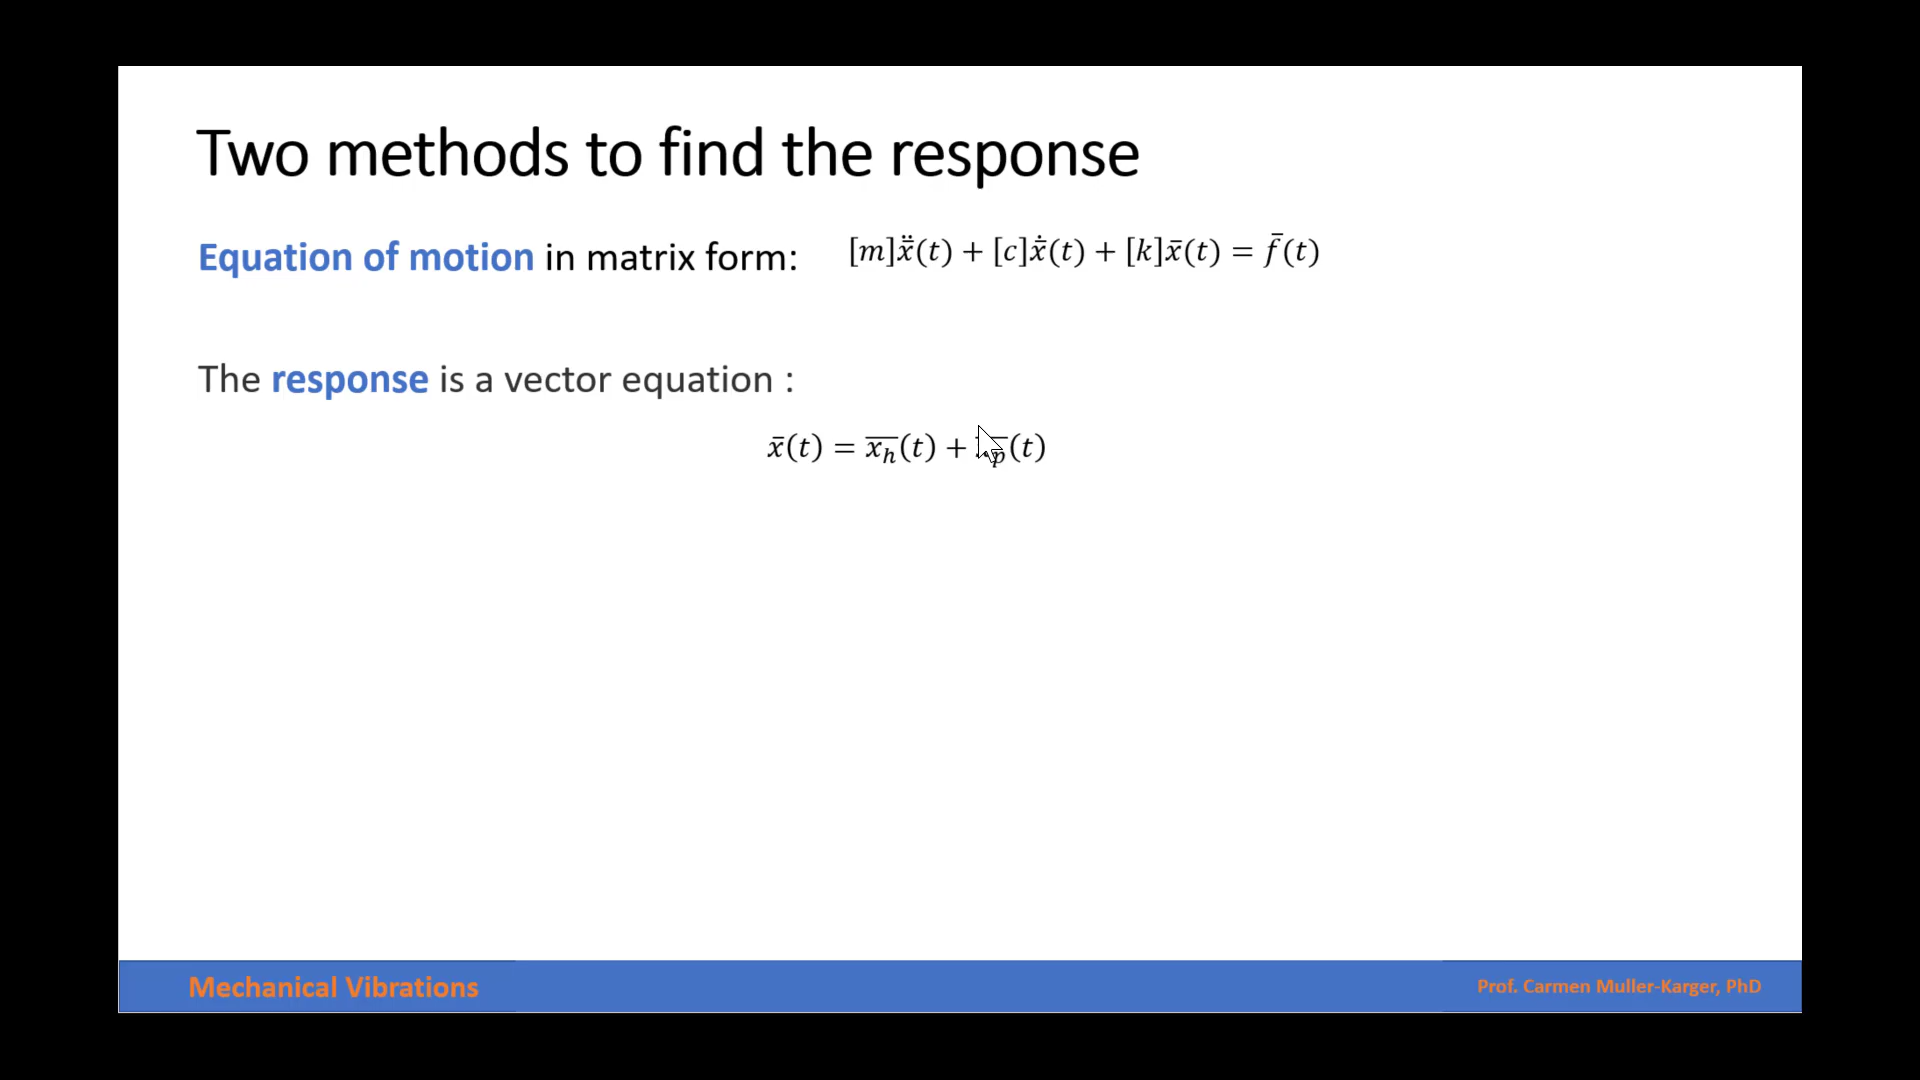 Two methods to find the response
Equation of motion in matrix form: [m]ẍ̄(t) + [c]ẋ̄(t) + [k]x̄(t) = f̄(t)
The response is a vector equation :
x̄(t) = x̄ₕ(t) + ₚ(t)
Mechanical Vibrations
Prof. Carmen Muller-Karger, PhD